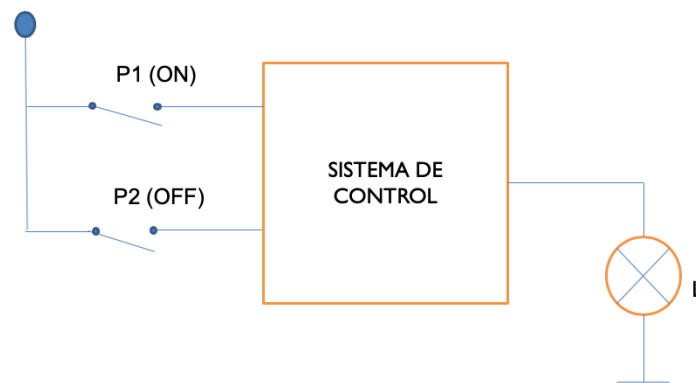 P1 (ON)
P2 (OFF)
SISTEMA DE
CONTROL
L